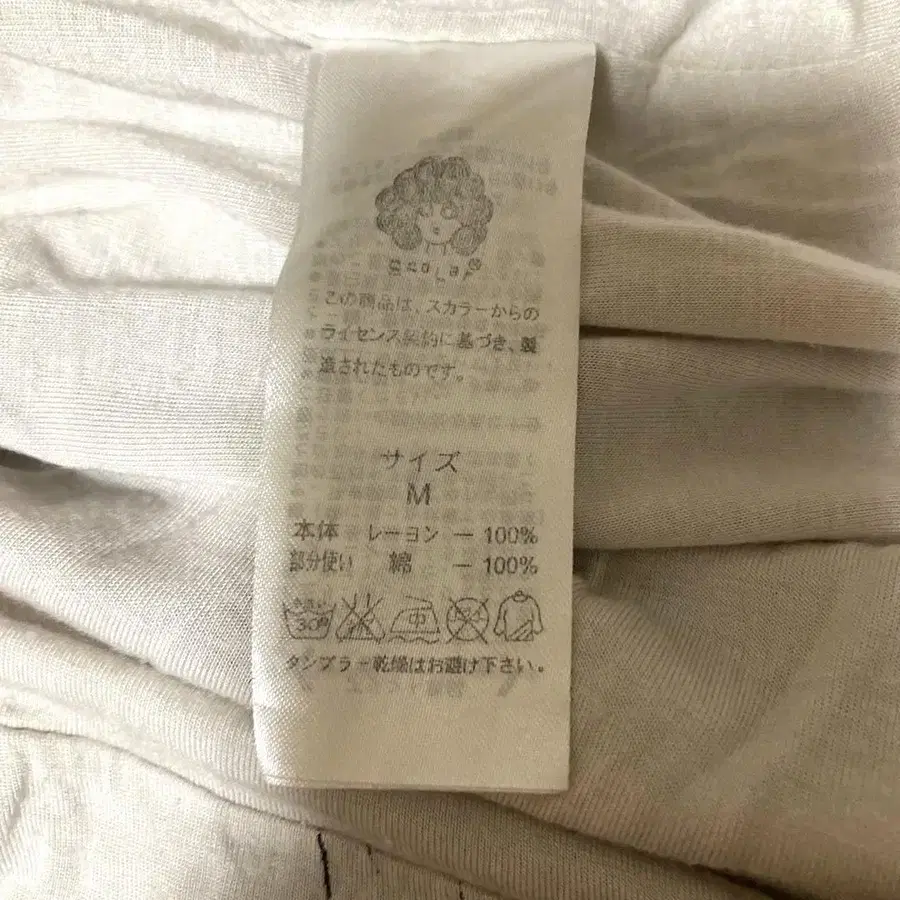 scolar
この商品は、スカラーからの
ライセンス契約に基づき、製
造されたものです。
サイズ
M
本体 レーヨン — 100%
部分使い 綿 — 100%
30
中
タンブラー乾燥はお避け下さい。